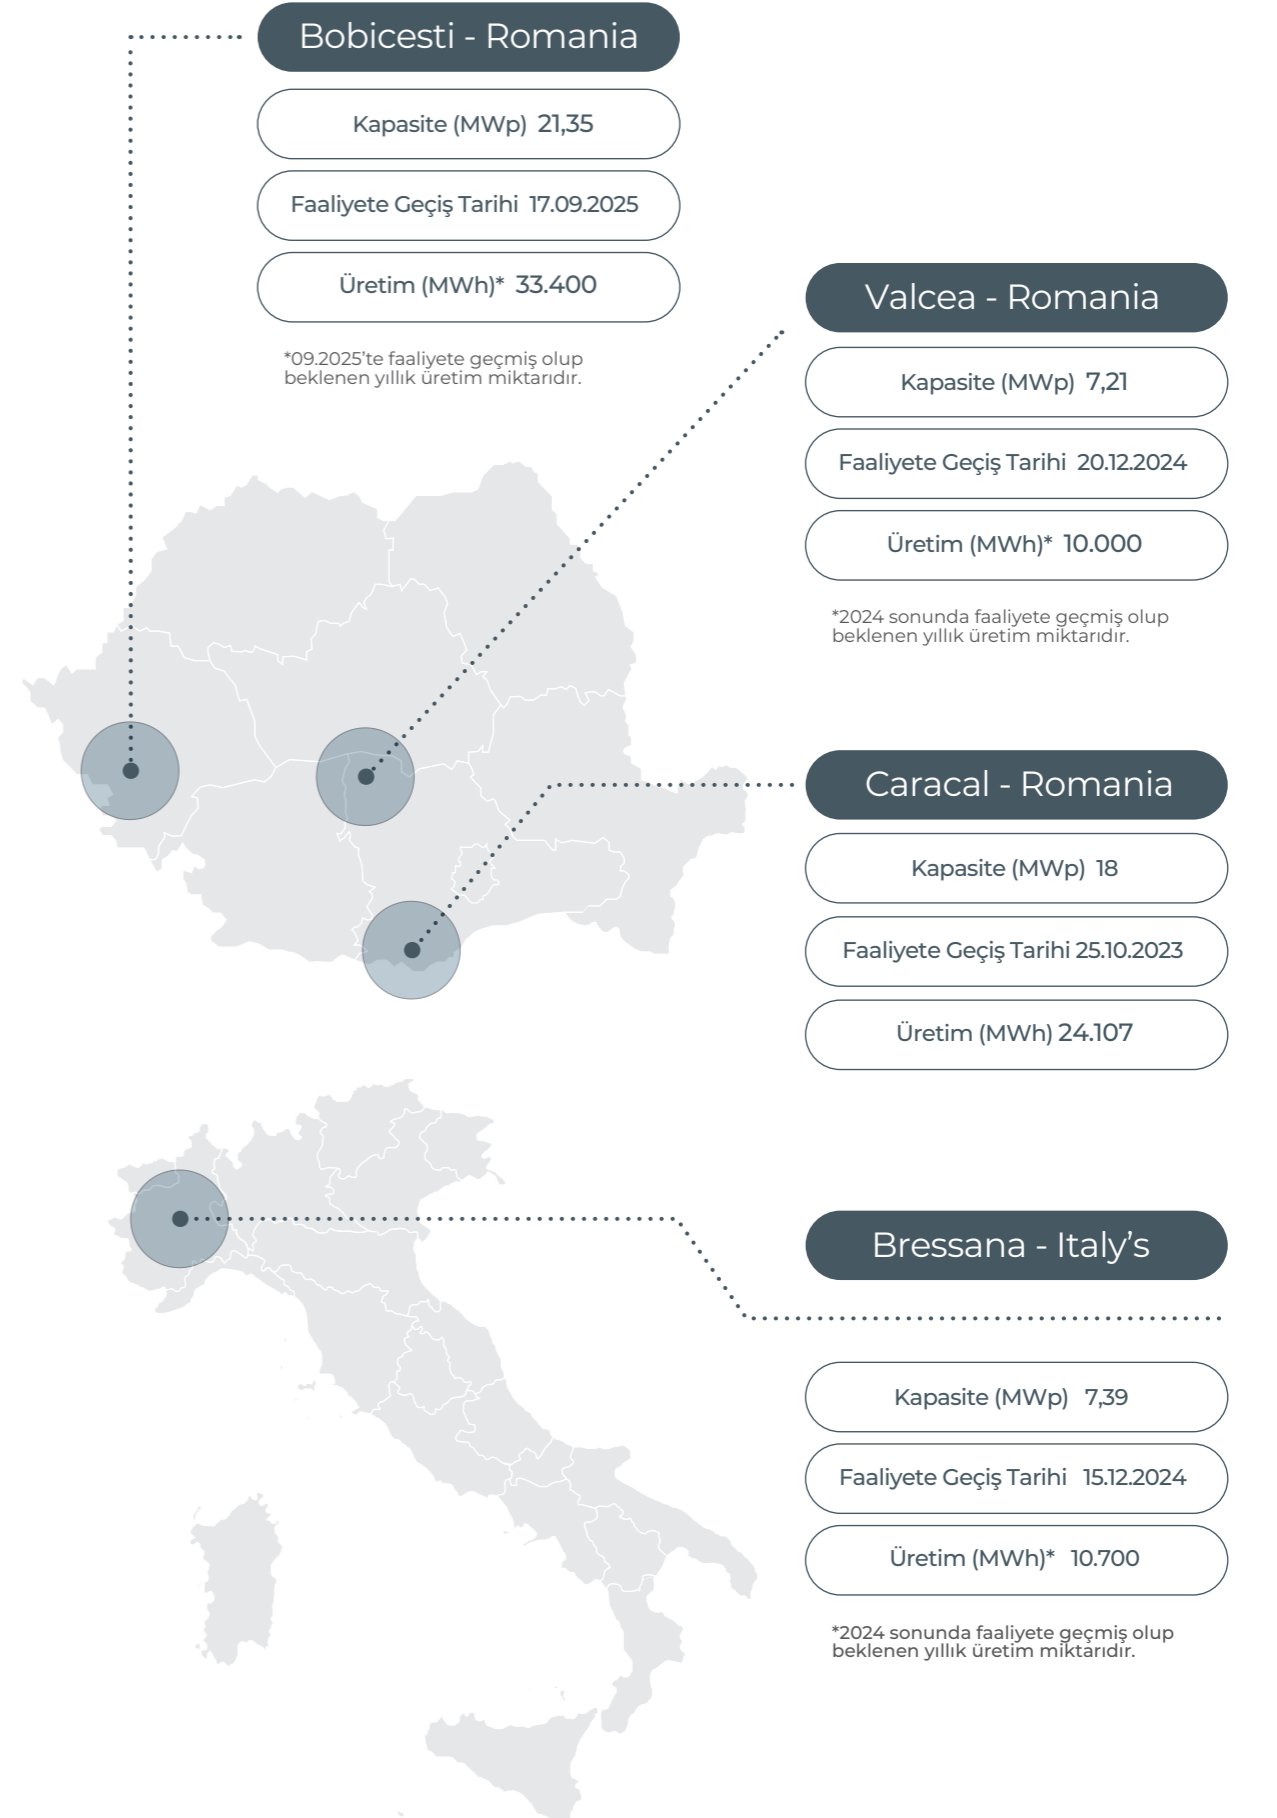 Bobicesti - Romania
Kapasite (MWp) 21,35
Faaliyete Geçiş Tarihi 17.09.2025
Üretim (MWh)* 33.400
*09.2025'te faaliyete geçmiş olup
beklenen yıllık üretim miktarıdır.
Valcea - Romania
Kapasite (MWp) 7,21
Faaliyete Geçiş Tarihi 20.12.2024
Üretim (MWh)* 10.000
*2024 sonunda faaliyete geçmiş olup
beklenen yıllık üretim miktarıdır.
Caracal - Romania
Kapasite (MWp) 18
Faaliyete Geçiş Tarihi 25.10.2023
Üretim (MWh) 24.107
Bressana - Italy’s
Kapasite (MWp) 7,39
Faaliyete Geçiş Tarihi 15.12.2024
Üretim (MWh)* 10.700
*2024 sonunda faaliyete geçmiş olup
beklenen yıllık üretim miktarıdır.